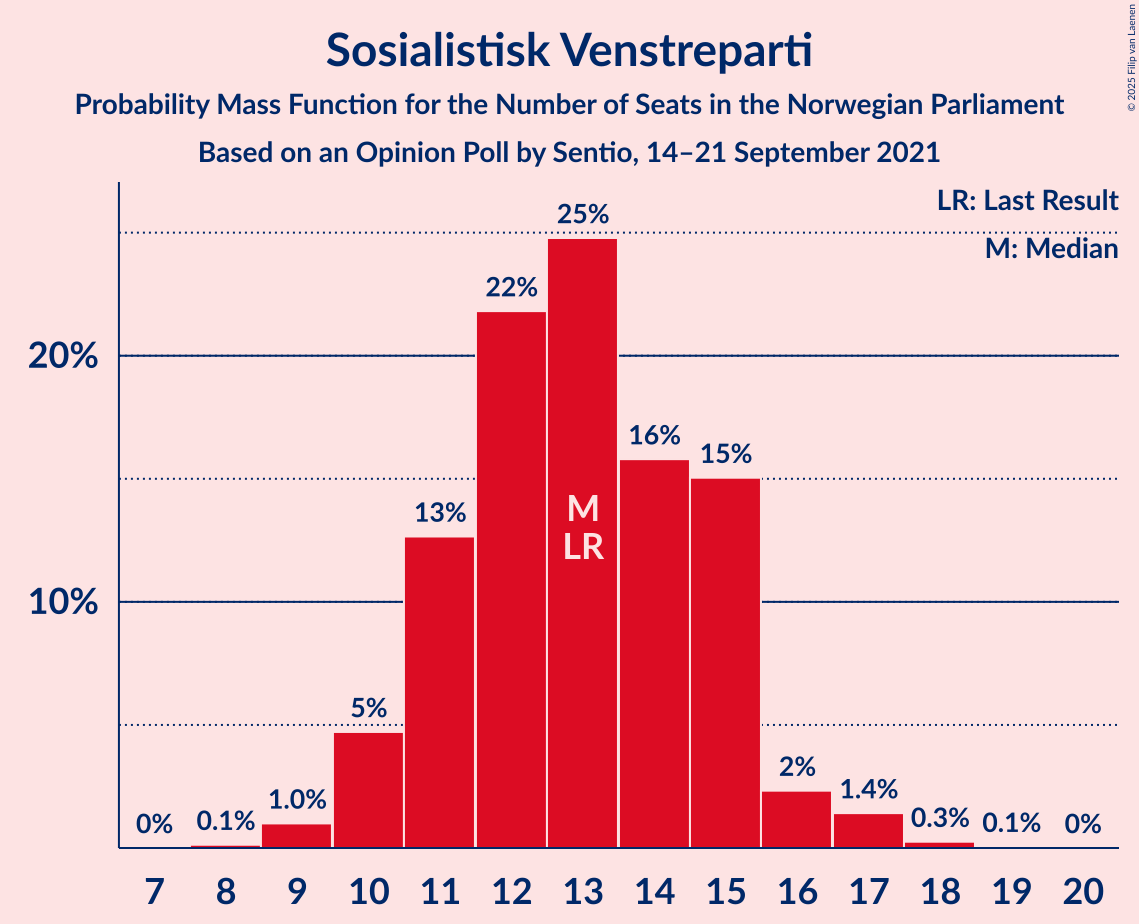 Sosialistisk Venstreparti
Probability Mass Function for the Number of Seats in the Norwegian Parliament
Based on an Opinion Poll by Sentio, 14–21 September 2021
© 2025 Filip van Laenen
LR: Last Result
M: Median
20%
10%
0%
0.1%
1.0%
5%
13%
22%
25%
16%
15%
2%
1.4%
0.3%
0.1%
0%
M
LR
7 8 9 10 11 12 13 14 15 16 17 18 19 20